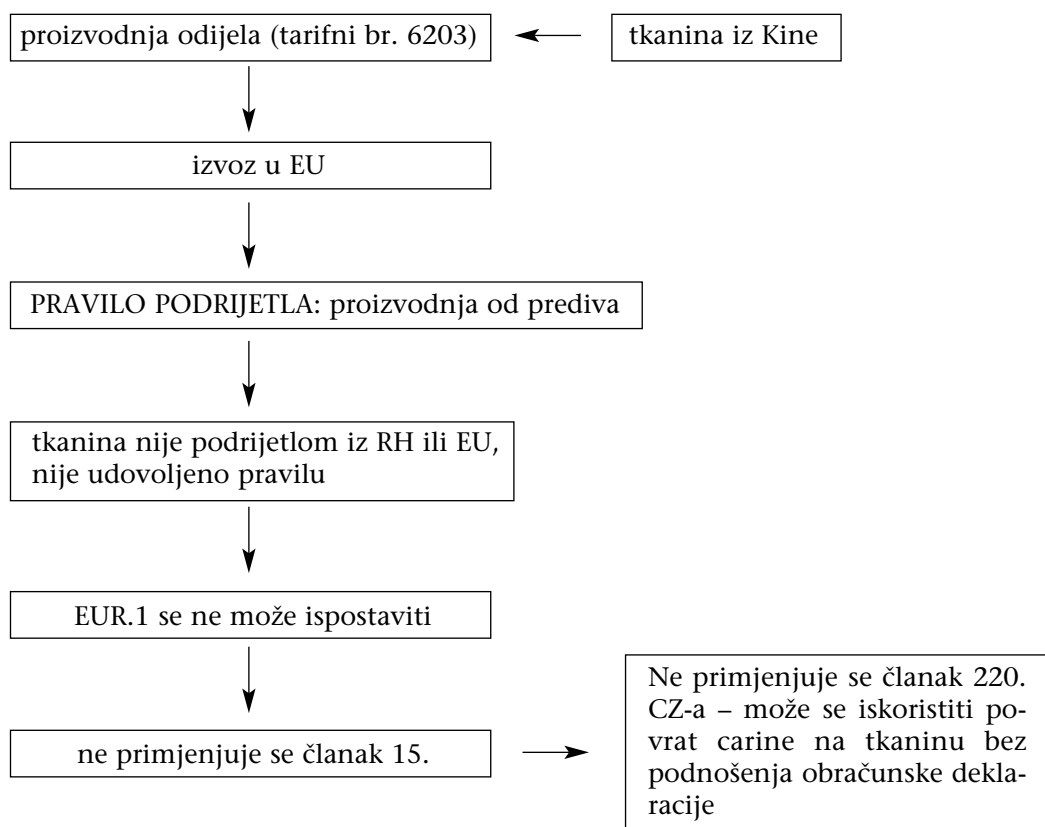 proizvodnja odijela (tarifni br. 6203)
tkanina iz Kine
izvoz u EU
PRAVILO PODRIJETLA: proizvodnja od prediva
tkanina nije podrijetlom iz RH ili EU,
nije udovoljeno pravilu
EUR.1 se ne može ispostaviti
ne primjenjuje se članak 15.
Ne primjenjuje se članak 220.
CZ-a – može se iskoristiti po-
vrat carine na tkaninu bez
podnošenja obračunske dekla-
racije